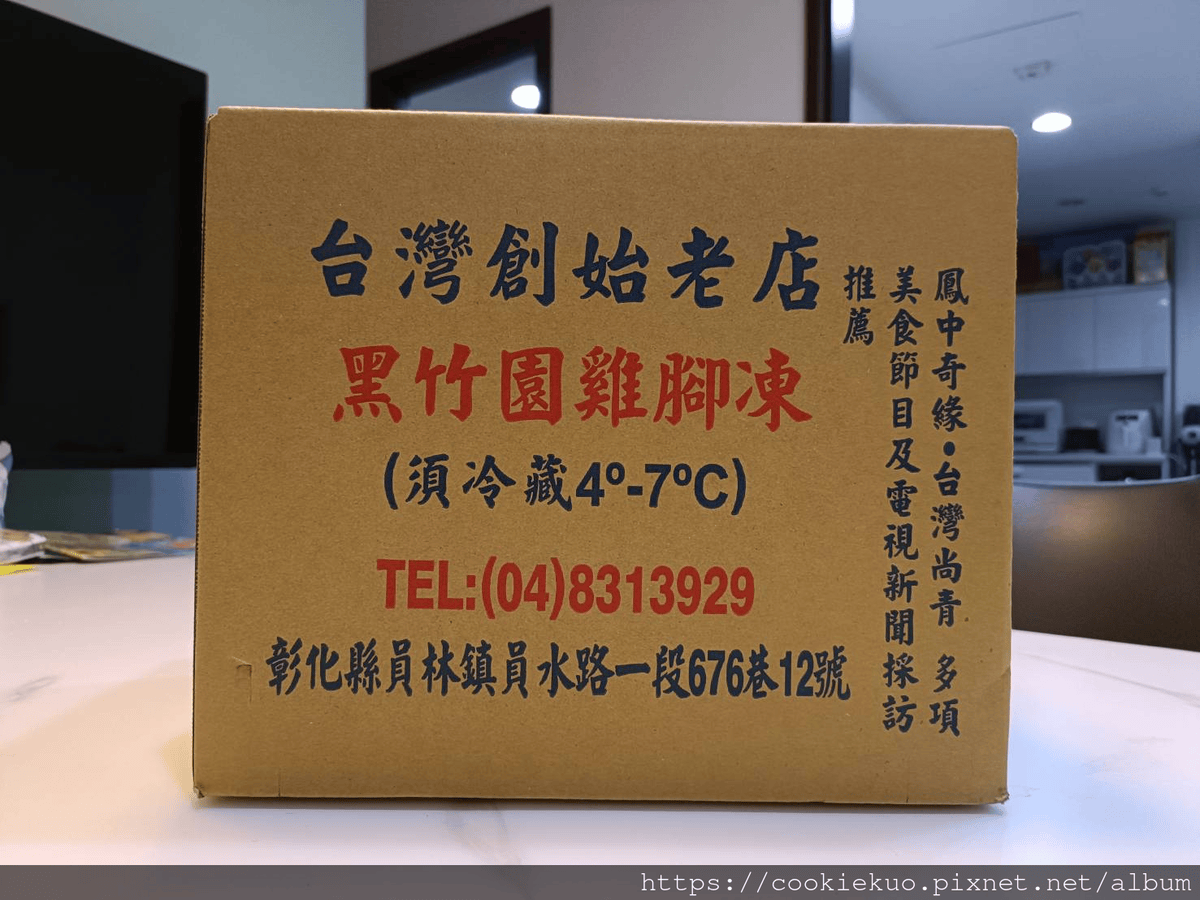 台灣創始老店
黑竹園雞腳凍
(須冷藏4º-7ºC)
TEL:(04)8313929
彰化縣員林鎮員水路一段676巷12號
鳳中奇緣•台灣尚青 多項
美食節目及電視新聞採訪
推薦
https://cookiekuo.pixnet.net/album